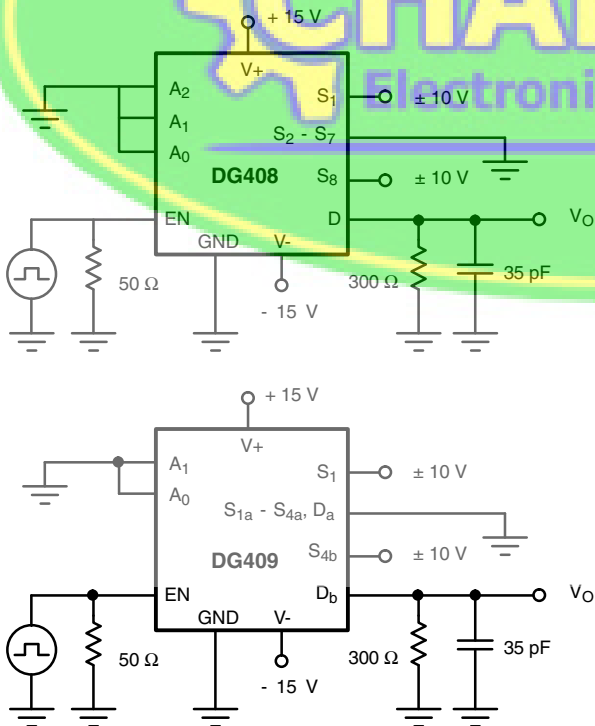 CHA
Electroni
+ 15 V
V+
A2
S1
± 10 V
A1
S2 - S7
A0
DG408
S8
± 10 V
EN
D
VO
GND
V-
50 Ω
300 Ω
35 pF
- 15 V
+ 15 V
V+
A1
S1
± 10 V
A0
S1a - S4a, Da
DG409
S4b
± 10 V
EN
Db
VO
GND
V-
50 Ω
300 Ω
35 pF
- 15 V